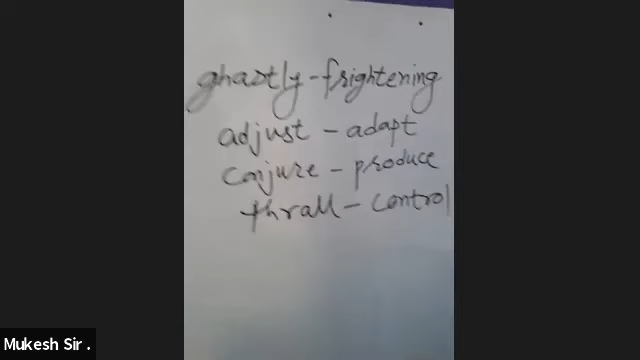 ghastly - frightening
adjust - adapt
conjure - produce
thrall - control
Mukesh Sir .